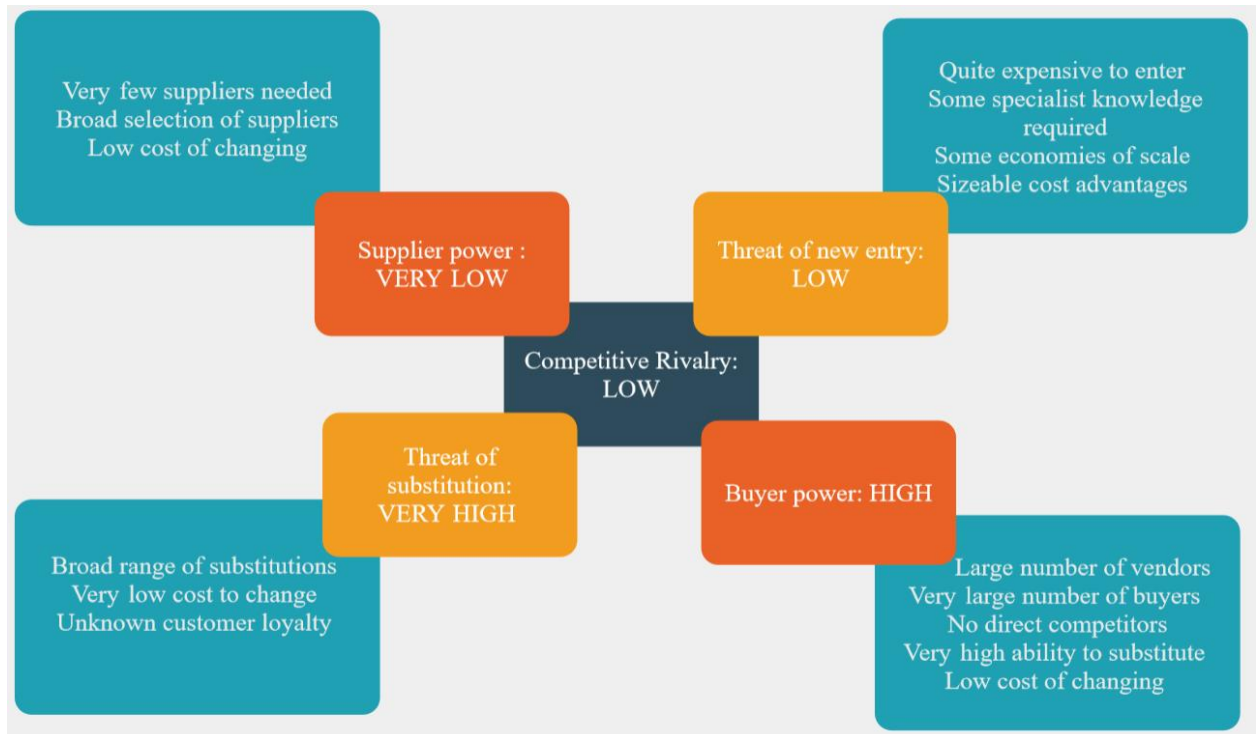 Very few suppliers needed
Broad selection of suppliers
Low cost of changing
Quite expensive to enter
Some specialist knowledge
required
Some economies of scale
Sizeable cost advantages
Supplier power :
VERY LOW
Threat of new entry:
LOW
Competitive Rivalry:
LOW
Threat of
substitution:
VERY HIGH
Buyer power: HIGH
Broad range of substitutions
Very low cost to change
Unknown customer loyalty
Large number of vendors
Very large number of buyers
No direct competitors
Very high ability to substitute
Low cost of changing